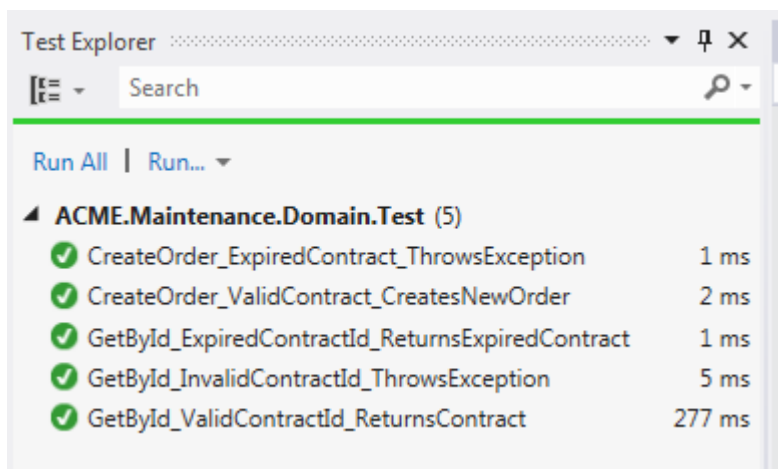 Test Explorer
Search
Run All | Run...
ACME.Maintenance.Domain.Test (5)
CreateOrder_ExpiredContract_ThrowsException 1 ms
CreateOrder_ValidContract_CreatesNewOrder 2 ms
GetById_ExpiredContractId_ReturnsExpiredContract 1 ms
GetById_InvalidContractId_ThrowsException 5 ms
GetById_ValidContractId_ReturnsContract 277 ms